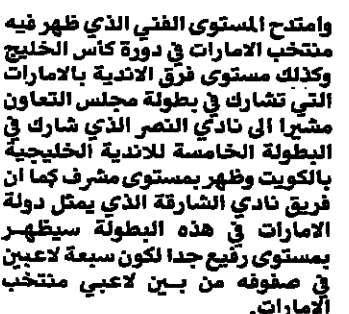 وامتدح المستوى الفني الذي ظهر فيه
منتخب الامارات في دورة كأس الخليج
وكذلك مستوى فرق الاندية بالامارات
التي تشارك في بطولة مجلس التعاون
مشيرا الى نادي النصر الذي شارك في
البطولة الخامسة للاندية الخليجية
بالكويت وظهر بمستوى مشرف كما ان
فريق نادي الشارقة الذي يمثل دولة
الامارات في هذه البطولة سيظهر
بمستوى رفيع جدا لكون سبعة لاعبين
في صفوفه من بين لاعبي منتخب
الامارات.